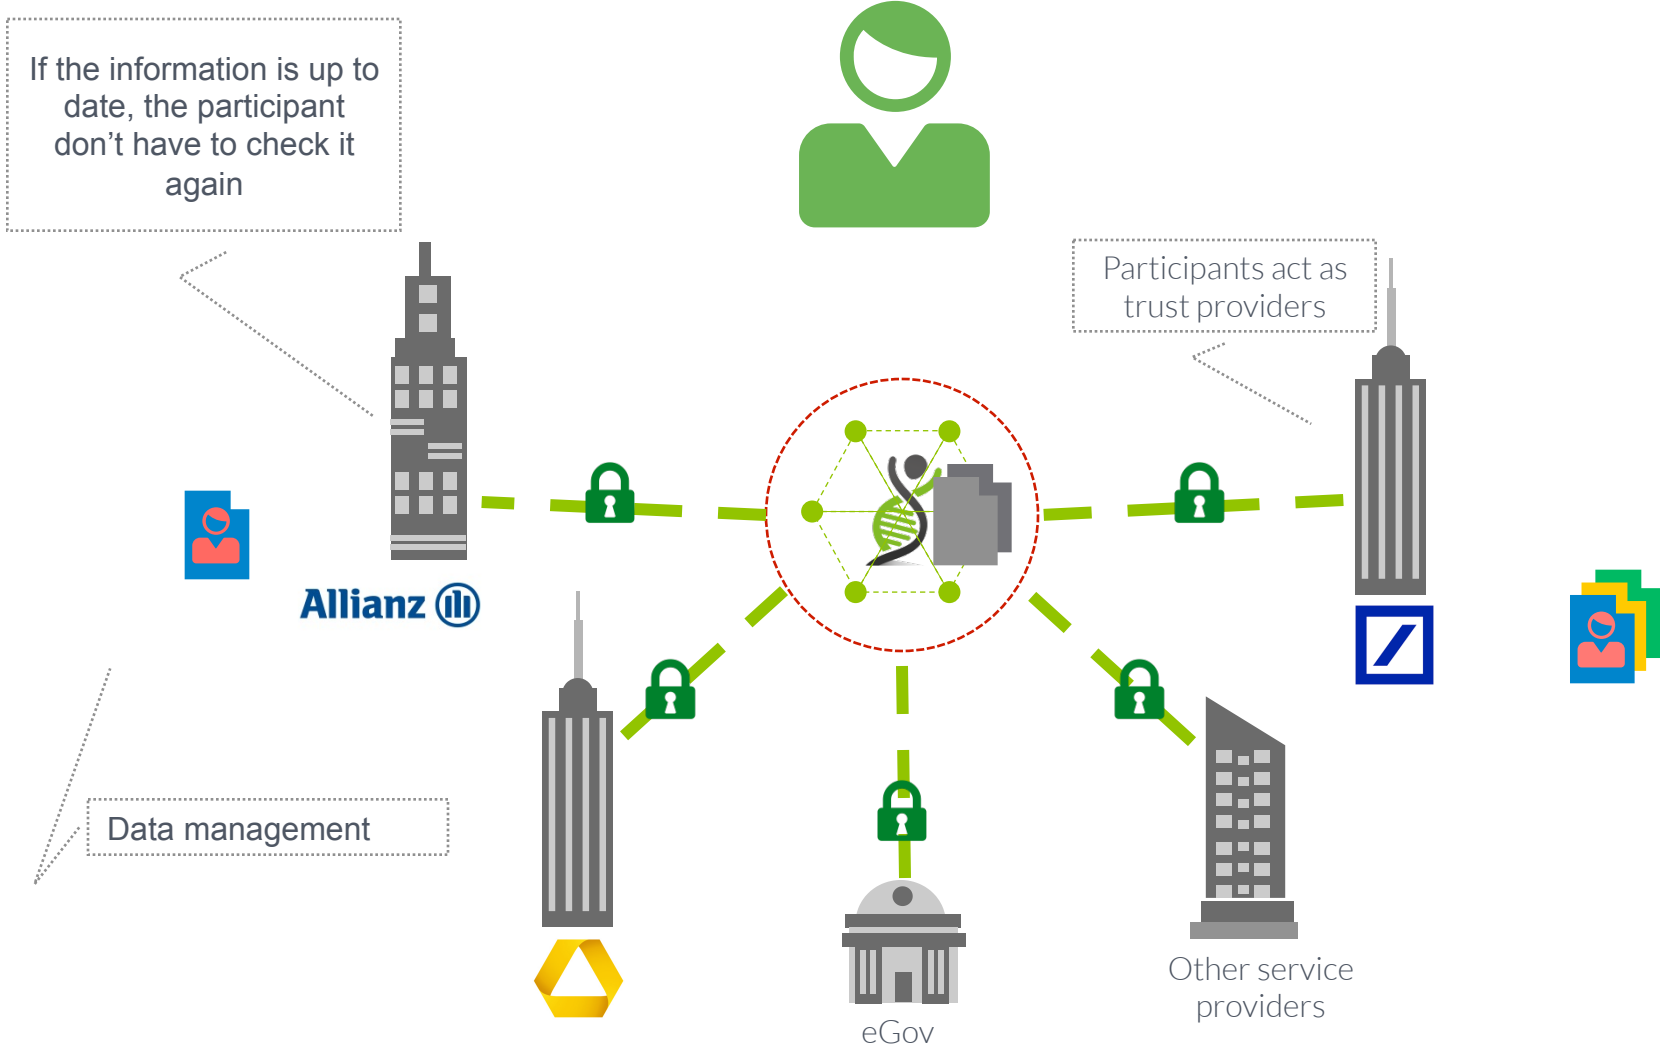 If the information is up to
date, the participant
don’t have to check it
again
Participants act as
trust providers
Allianz
Data management
Other service
providers
eGov